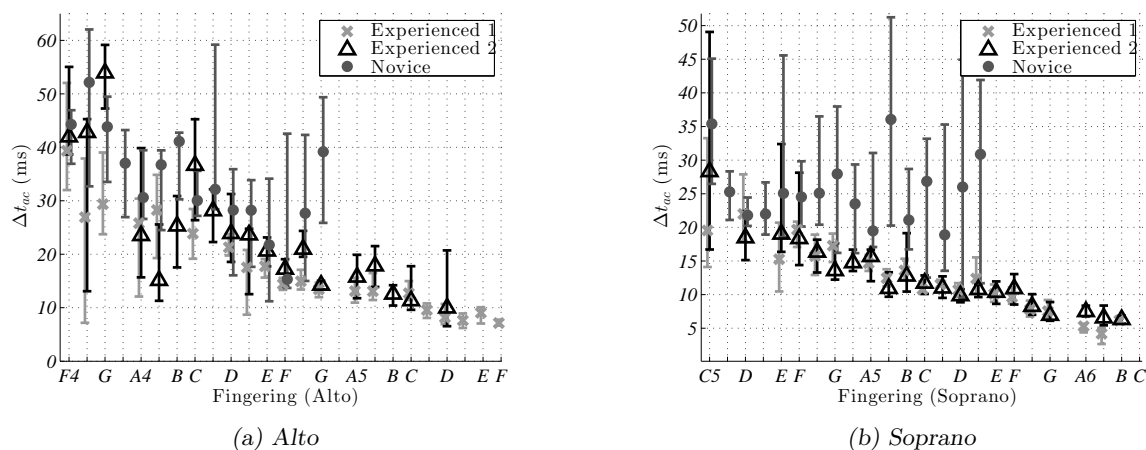 60
50
40
30
20
10
0
Δt_ac (ms)
Experienced 1
Experienced 2
Novice
F4 G A4 B C D E F G A5 B C D E F
Fingering (Alto)
(a) Alto
50
45
40
35
30
25
20
15
10
5
Δt_ac (ms)
Experienced 1
Experienced 2
Novice
C5 D E F G A5 B C D E F G A6 B C
Fingering (Soprano)
(b) Soprano